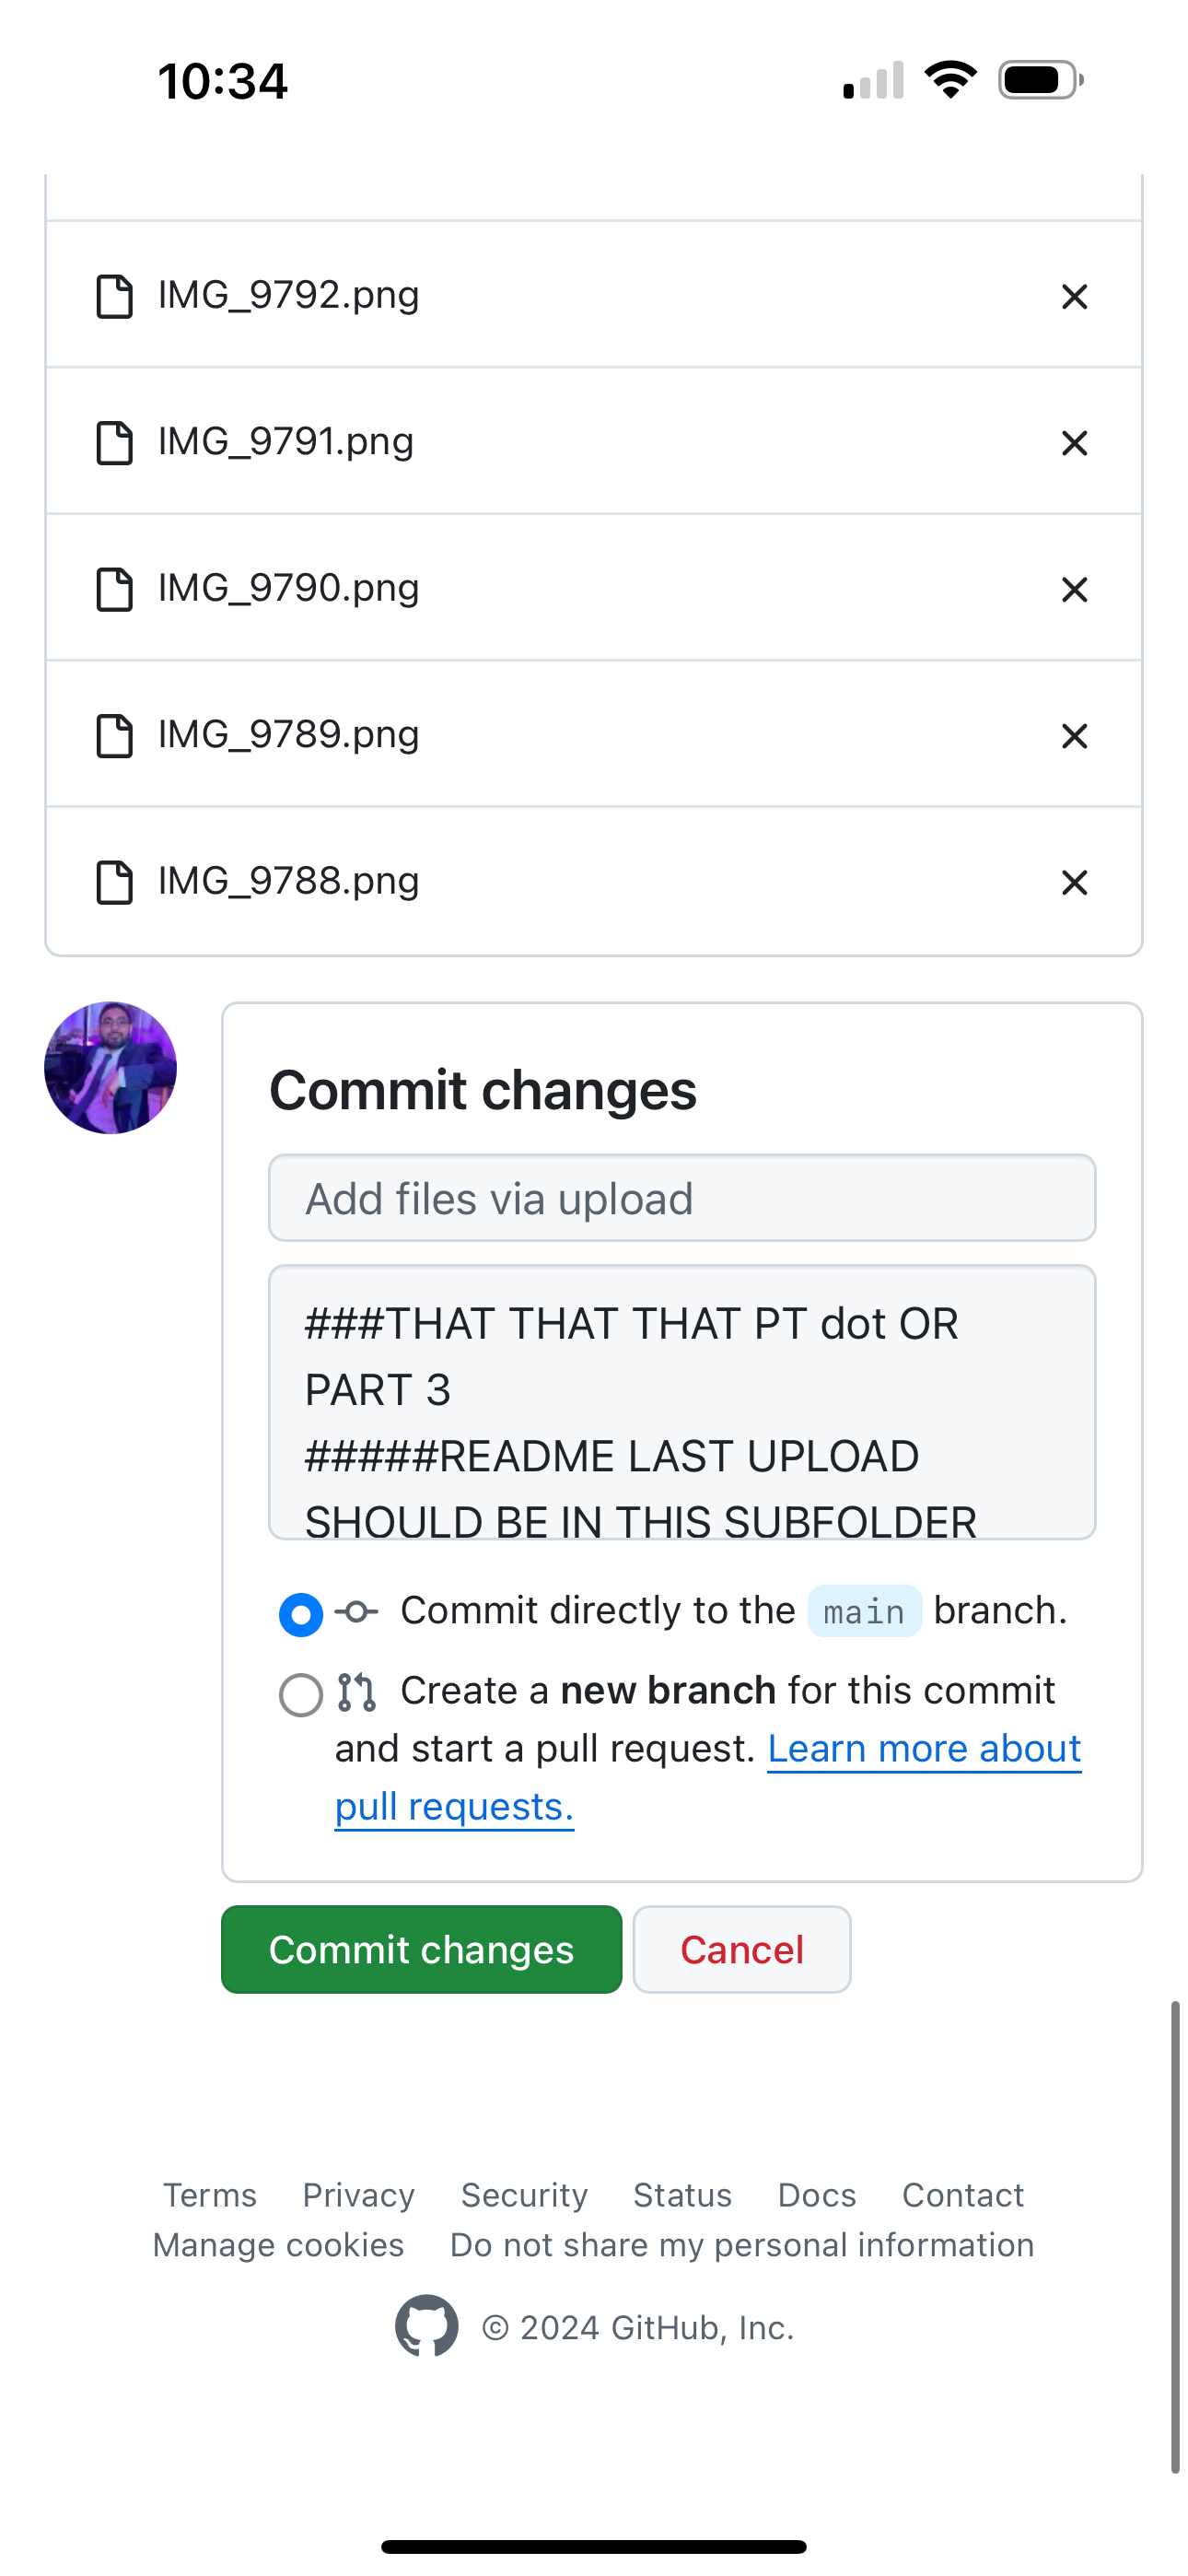 10:34
IMG_9792.png
IMG_9791.png
IMG_9790.png
IMG_9789.png
IMG_9788.png
Commit changes
Add files via upload
###THAT THAT THAT PT dot OR
PART 3
#####README LAST UPLOAD
SHOULD BE IN THIS SUBFOLDER
Commit directly to the main branch.
Create a new branch for this commit
and start a pull request. Learn more about
pull requests.
Commit changes Cancel
Terms Privacy Security Status Docs Contact
Manage cookies Do not share my personal information
© 2024 GitHub, Inc.